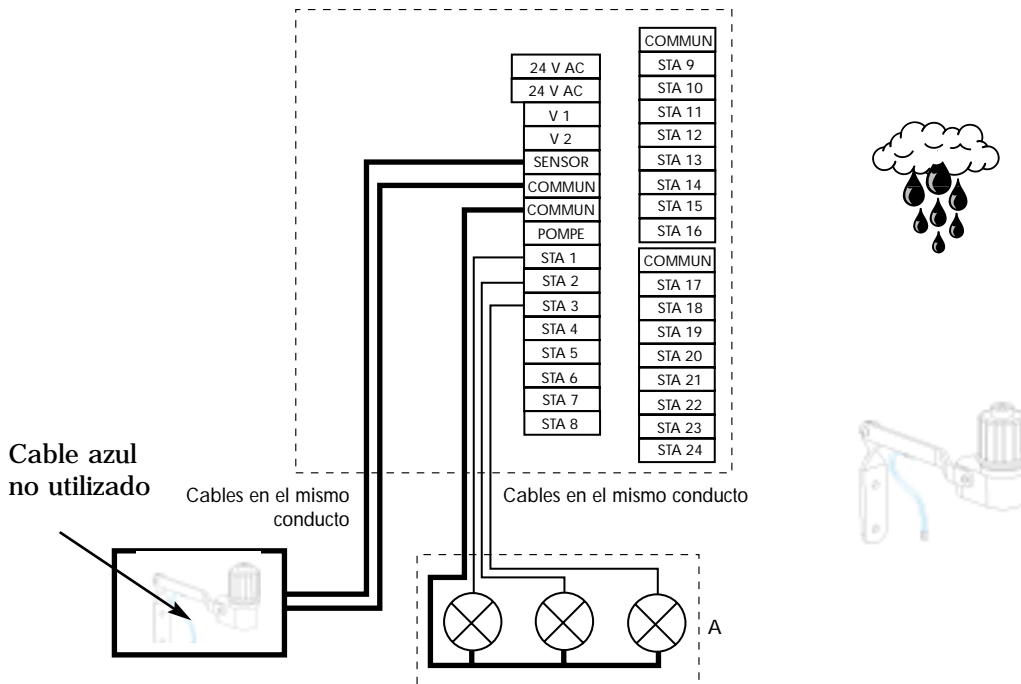 COMMUN
STA 9
STA 10
STA 11
STA 12
STA 13
STA 14
STA 15
STA 16
24 V AC
24 V AC
V 1
V 2
SENSOR
COMMUN
COMMUN
POMPE
STA 1
STA 2
STA 3
STA 4
STA 5
STA 6
STA 7
STA 8
COMMUN
STA 17
STA 18
STA 19
STA 20
STA 21
STA 22
STA 23
STA 24
Cable azul
no utilizado
Cables en el mismo
conducto
Cables en el mismo conducto
A